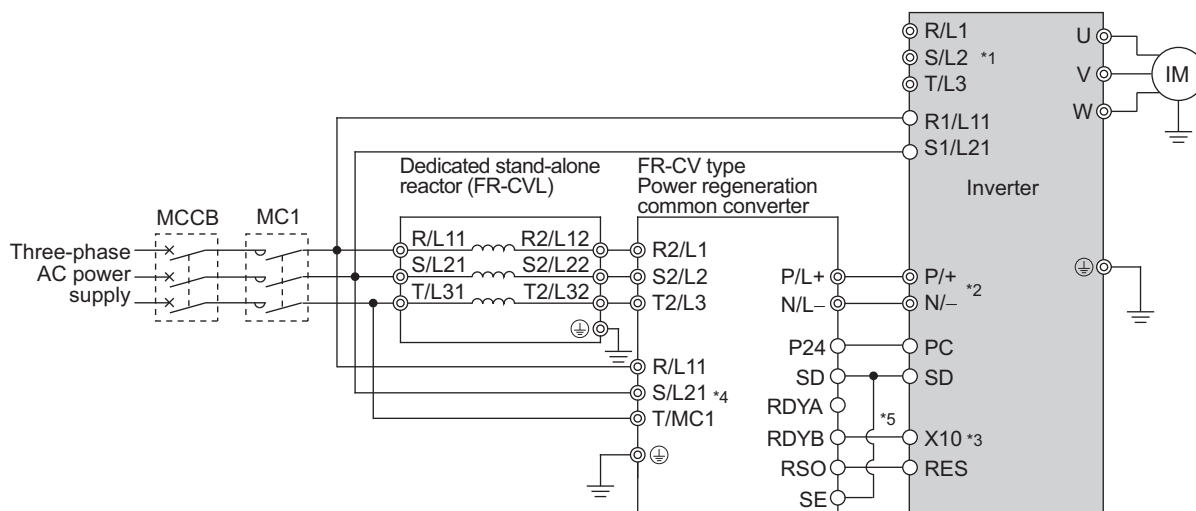 R/L1
S/L2 *1
T/L3
R1/L11
S1/L21
Inverter
U
V
W
IM
Dedicated stand-alone
reactor (FR-CVL)
FR-CV type
Power regeneration
common converter
MCCB
MC1
Three-phase
AC power
supply
R/L11
R2/L12
S/L21
S2/L22
T/L31
T2/L32
R2/L1
S2/L2
T2/L3
R/L11
S/L21 *4
T/MC1
P/L+
N/L−
P24
SD
RDYA
RDYB
RSO
SE
*5
P/+
N/−
*2
PC
SD
X10 *3
RES